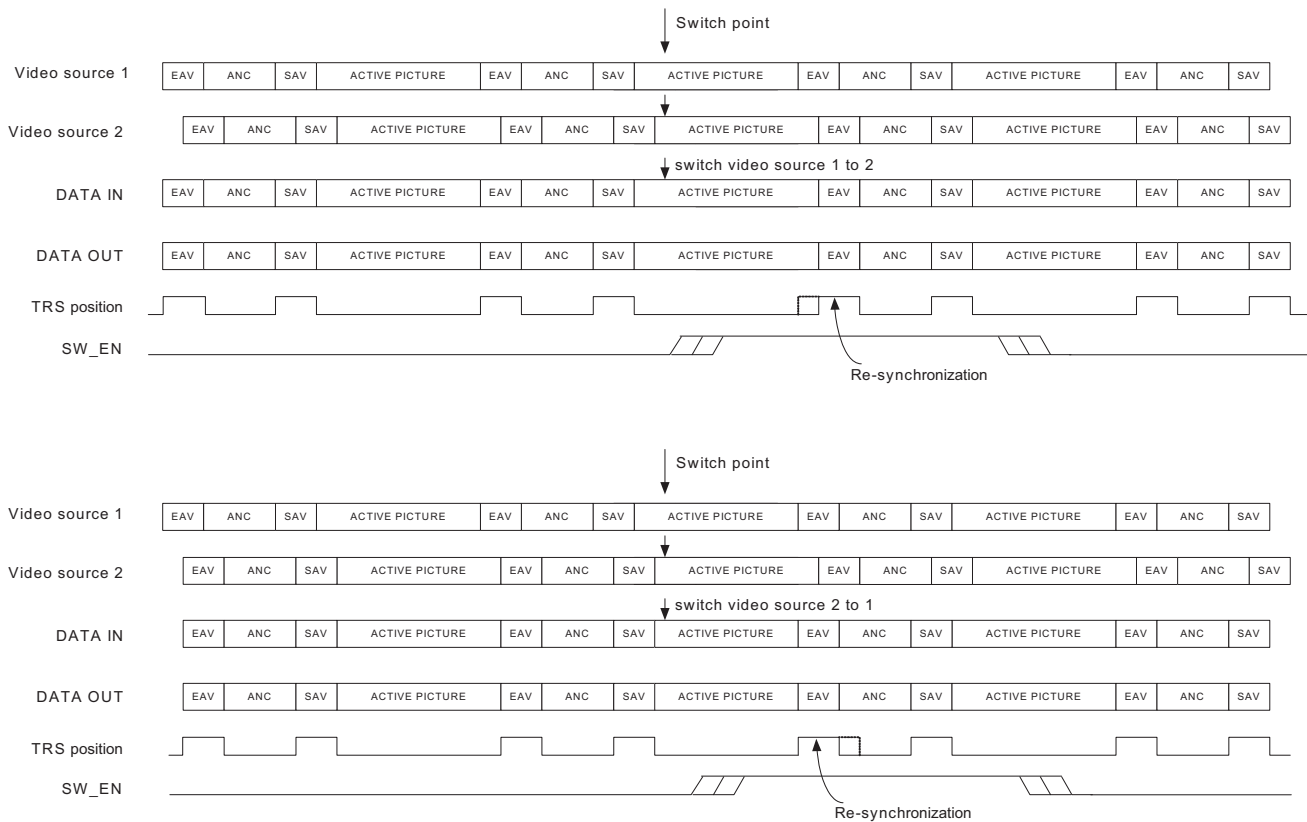 Switch point
Video source 1 EAV ANC SAV ACTIVE PICTURE EAV ANC SAV ACTIVE PICTURE EAV ANC SAV ACTIVE PICTURE EAV ANC SAV
Video source 2 EAV ANC SAV ACTIVE PICTURE EAV ANC SAV ACTIVE PICTURE EAV ANC SAV ACTIVE PICTURE EAV ANC SAV
switch video source 1 to 2
DATA IN EAV ANC SAV ACTIVE PICTURE EAV ANC SAV ACTIVE PICTURE EAV ANC SAV ACTIVE PICTURE EAV ANC SAV
DATA OUT EAV ANC SAV ACTIVE PICTURE EAV ANC SAV ACTIVE PICTURE EAV ANC SAV ACTIVE PICTURE EAV ANC SAV
TRS position
SW_EN
Re-synchronization
Switch point
Video source 1 EAV ANC SAV ACTIVE PICTURE EAV ANC SAV ACTIVE PICTURE EAV ANC SAV ACTIVE PICTURE EAV ANC SAV
Video source 2 EAV ANC SAV ACTIVE PICTURE EAV ANC SAV ACTIVE PICTURE EAV ANC SAV ACTIVE PICTURE EAV ANC SAV
switch video source 2 to 1
DATA IN EAV ANC SAV ACTIVE PICTURE EAV ANC SAV ACTIVE PICTURE EAV ANC SAV ACTIVE PICTURE EAV ANC SAV
DATA OUT EAV ANC SAV ACTIVE PICTURE EAV ANC SAV ACTIVE PICTURE EAV ANC SAV ACTIVE PICTURE EAV ANC SAV
TRS position
SW_EN
Re-synchronization